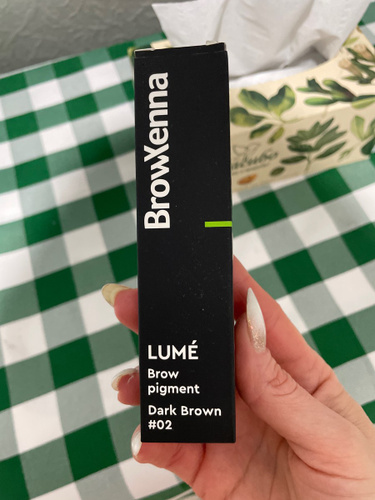 BrowXenna
LUMÉ
Brow
pigment
Dark Brown
#02